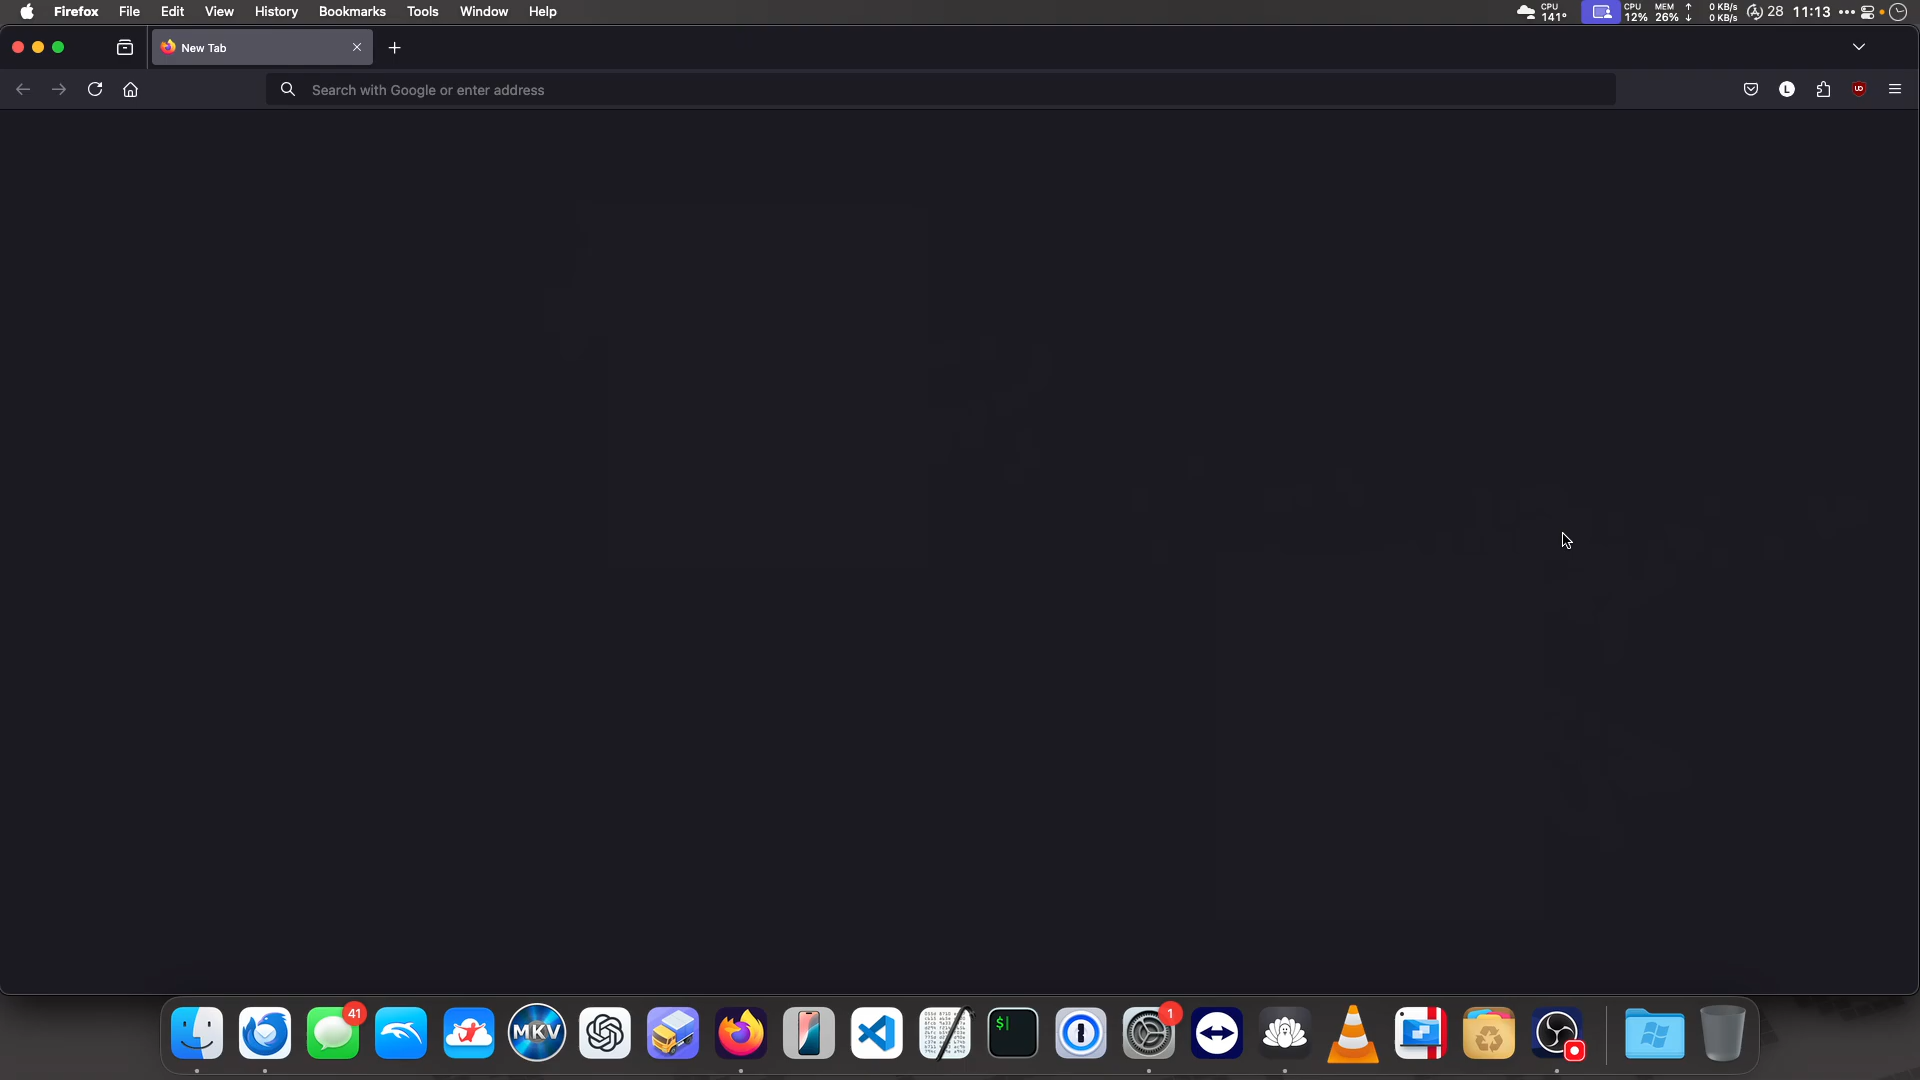 Firefox File Edit View History Bookmarks Tools Window Help
CPU 141°
CPU 12%
MEM 26%
0 KB/s
0 KB/s
28 11:13
New Tab
Search with Google or enter address
L
UD
41
MKV
$
1